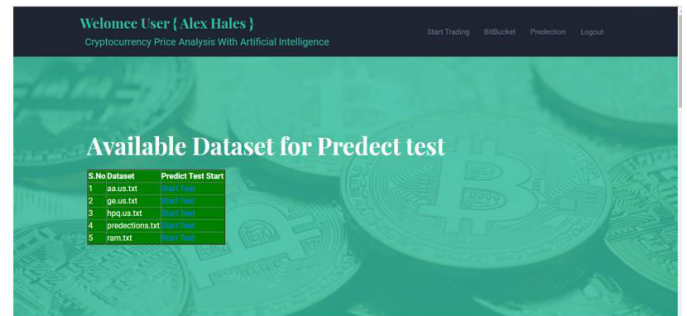 Welomce User { Alex Hales }
Cryptocurrency Price Analysis With Artificial Intelligence
Start Trading BitBucket Predection Logout
Available Dataset for Predect test
S.No Dataset Predict Test Start
1 aa.us.txt Start Test
2 ge.us.txt Start Test
3 hpq.us.txt Start Test
4 predections.txt Start Test
5 ram.txt Start Test